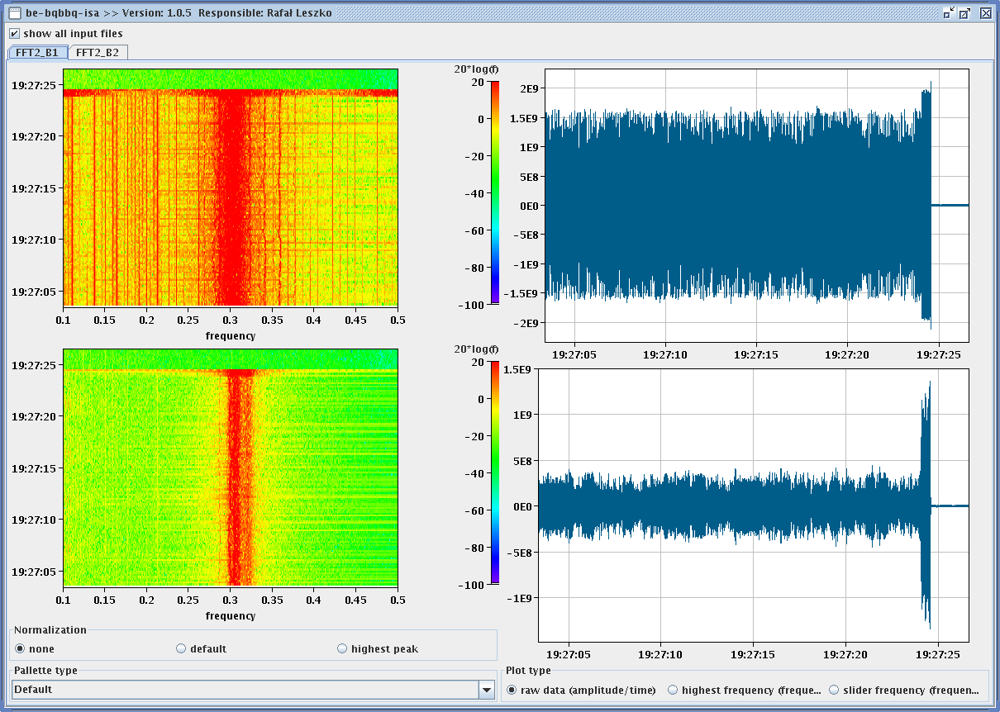 be-bqbbq-isa >> Version: 1.0.5 Responsible: Rafał Leszko
show all input files
FFT2_B1 FFT2_B2
20*log(f)
19:27:25
19:27:20
19:27:15
19:27:10
19:27:05
0.1 0.15 0.2 0.25 0.3 0.35 0.4 0.45 0.5
frequency
20
0
-20
-40
-60
-80
-100
2E9
1.5E9
1E9
5E8
0E0
-5E8
-1E9
-1.5E9
-2E9
19:27:05 19:27:10 19:27:15 19:27:20 19:27:25
20*log(f)
19:27:25
19:27:20
19:27:15
19:27:10
19:27:05
0.1 0.15 0.2 0.25 0.3 0.35 0.4 0.45 0.5
frequency
20
0
-20
-40
-60
-80
-100
1.5E9
1E9
5E8
0E0
-5E8
-1E9
19:27:05 19:27:10 19:27:15 19:27:20 19:27:25
Normalization
none default highest peak
Pallette type
Default
Plot type
raw data (amplitude/time) highest frequency (freque... slider frequency (frequen...